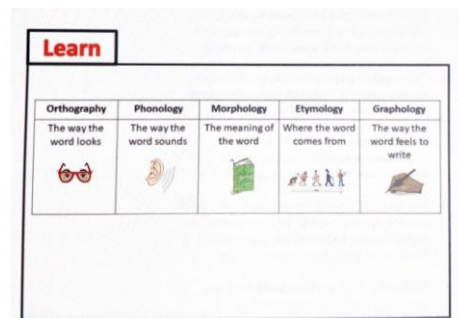 Learn
Orthography Phonology Morphology Etymology Graphology
The way the word looks
The way the word sounds
The meaning of the word
Where the word comes from
The way the word feels to write